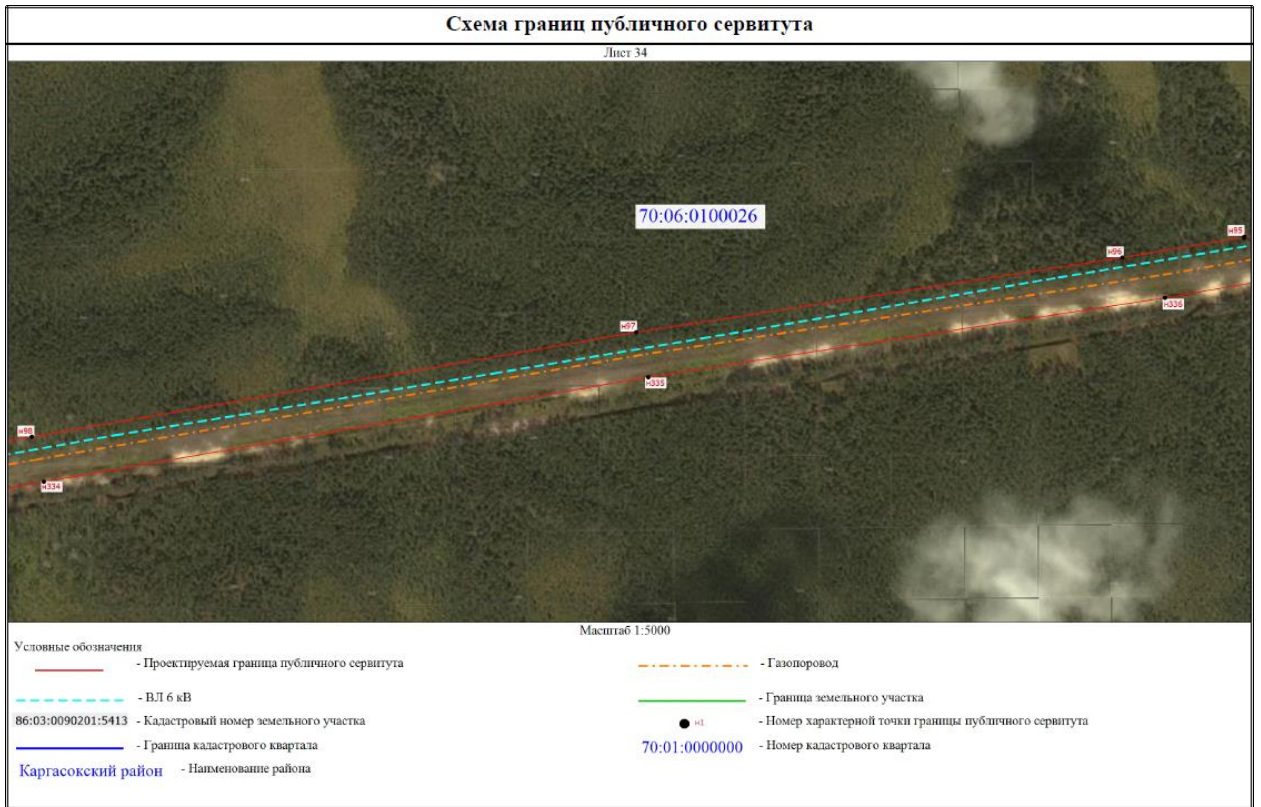 Схема границ публичного сервитута
Лист 34
70:06:0100026
н95
н96
н336
н97
н335
н98
н334
Масштаб 1:5000
Условные обозначения
- Проектируемая граница публичного сервитута
- Газопоровод
- ВЛ 6 кВ
- Граница земельного участка
86:03:0090201:5413 - Кадастровый номер земельного участка
н1 - Номер характерной точки границы публичного сервитута
- Граница кадастрового квартала
70:01:0000000 - Номер кадастрового квартала
Каргасокский район - Наименование района